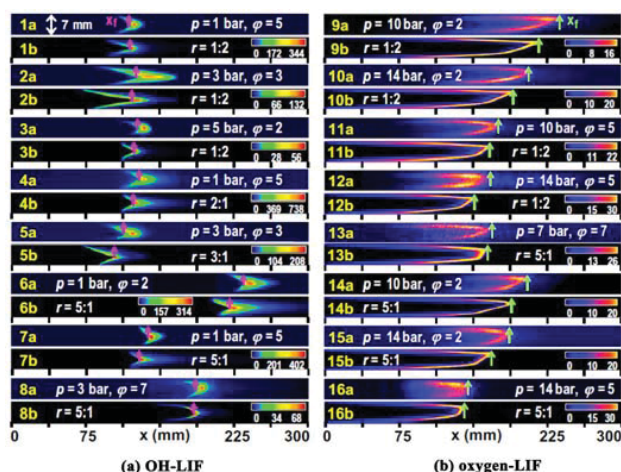 1a 7 mm xf p = 1 bar, φ = 5
1b r = 1:2 0 172 344
2a p = 3 bar, φ = 3
2b r = 1:2 0 66 132
3a p = 5 bar, φ = 2
3b r = 1:2 0 28 56
4a p = 1 bar, φ = 5
4b r = 2:1 0 369 738
5a p = 3 bar, φ = 3
5b r = 3:1 0 104 208
6a p = 1 bar, φ = 2
6b r = 5:1 0 157 314
7a p = 1 bar, φ = 5
7b r = 5:1 0 201 402
8a p = 3 bar, φ = 7
8b r = 5:1 0 34 68
0 75 x (mm) 225 300
(a) OH-LIF
9a p = 10 bar, φ = 2 xf
9b r = 1:2 0 8 16
10a p = 14 bar, φ = 2
10b r = 1:2 0 10 20
11a p = 10 bar, φ = 5
11b r = 1:2 0 11 22
12a p = 14 bar, φ = 5
12b r = 1:2 0 15 30
13a p = 7 bar, φ = 7
13b r = 5:1 0 13 26
14a p = 10 bar, φ = 2
14b r = 5:1 0 10 20
15a p = 14 bar, φ = 2
15b r = 5:1 0 10 20
16a p = 14 bar, φ = 5
16b r = 5:1 0 15 30
0 75 x (mm) 225 300
(b) oxygen-LIF